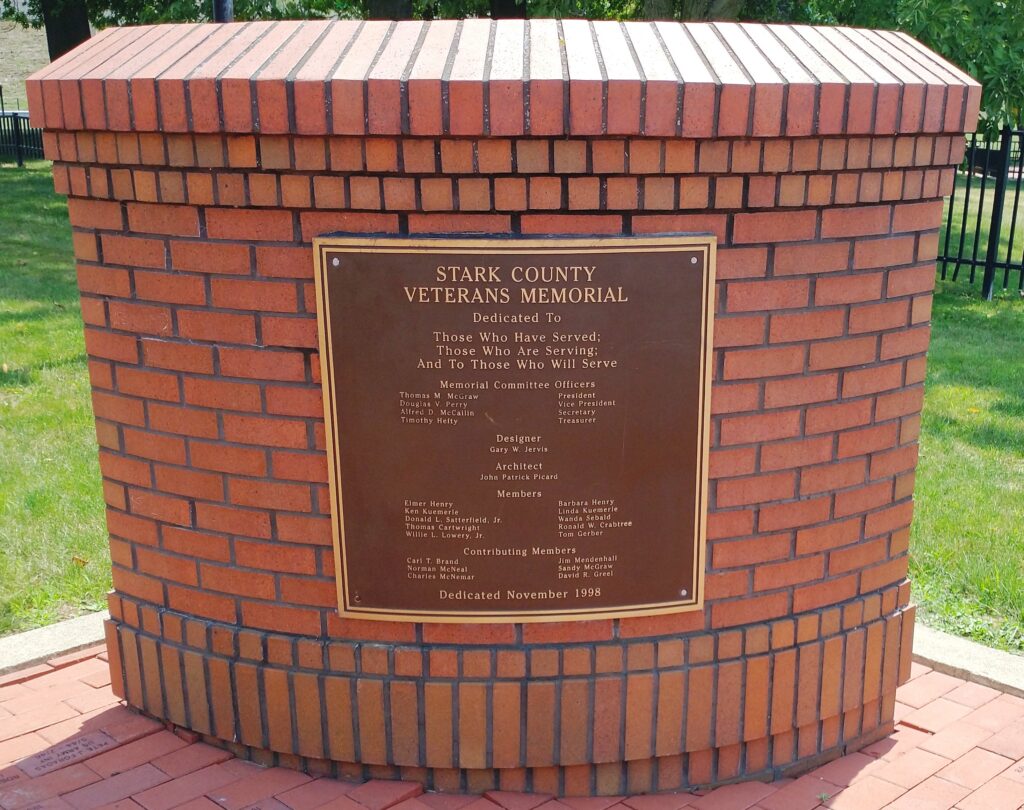 STARK COUNTY
VETERANS MEMORIAL
Dedicated To
Those Who Have Served;
Those Who Are Serving;
And To Those Who Will Serve
Memorial Committee Officers
Thomas M. McGraw President
Douglas V. Perry Vice President
Alfred D. McCallin Secretary
Timothy Hefty Treasurer
Designer
Gary W. Jervis
Architect
John Patrick Picard
Members
Elmer Henry Barbara Henry
Ken Kuemerle Linda Kuemerle
Donald L. Satterfield, Jr. Wanda Sebald
Thomas Cartwright Ronald W. Crabtree
Willie L. Lowery, Jr. Tom Gerber
Contributing Members
Carl T. Brand Jim Mendenhall
Norman McNeal Sandy McGraw
Charles McNemar David R. Greel
Dedicated November 1998
PETE J FORGAS